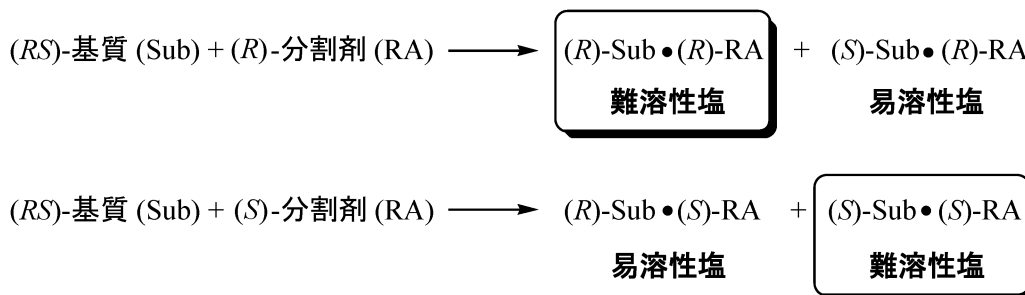 (RS)-基質 (Sub) + (R)-分割剤 (RA) ⟶ (R)-Sub • (R)-RA + (S)-Sub • (R)-RA
難溶性塩 易溶性塩
(RS)-基質 (Sub) + (S)-分割剤 (RA) ⟶ (R)-Sub • (S)-RA + (S)-Sub • (S)-RA
易溶性塩 難溶性塩